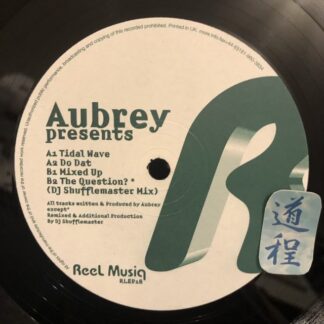 Aubrey
presents
A1 Tidal Wave
A2 Do Dat
B1 Mixed Up
B2 The Question? *
(DJ Shufflemaster Mix)
All tracks written & Produced by Aubrey
except*
Remixed & Additional Production
By DJ Shufflemaster
Reel Musiq
道
程